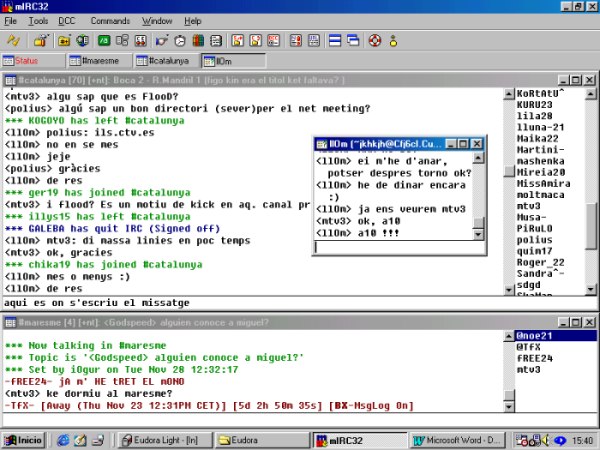 mIRC32
File Tools DCC Commands Window Help
Status #maresme #catalunya ll0m
#catalunya [70] [+nt]: Boca 2 - R.Mandril 1 (figo kin era el titol ket faltava? )
<mtv3> algu sap que es FlooD?
<polius> algú sap un bon directori (sever)per el net meeting?
*** KOGOYO has left #catalunya
<ll0m> polius: ils.ctv.es
<ll0m> no en se mes
<ll0m> jeje
<polius> gràcies
<ll0m> de res
*** ger19 has joined #catalunya
<mtv3> i flood? Es un motiu de kick en aq. canal pr
*** illys15 has left #catalunya
*** GALEBA has quit IRC (Signed off)
<ll0m> mtv3: di massa linies en poc temps
<mtv3> ok, gracies
*** chika19 has joined #catalunya
<ll0m> mes o menys :)
<ll0m> de res
aqui es on s'escriu el missatge
KoRtAtU^
KURU23
lila28
lluna-21
Maika22
Martini-
mashenka
Mireia20
MissAmira
moltmaca
mtv3
Musa-
PiRuLO
polius
quim17
Roger_22
Sandra^-
sdgd
ll0m [~jkhkjh@Cfj6cl.Cu...
<ll0m> ei m'he d'anar,
potser despres torno ok?
<ll0m> he de dinar encara
:)
<ll0m> ja ens veurem mtv3
<mtv3> ok, a10
<ll0m> a10 !!!
#maresme [4] [+nt]: <Godspeed> alguien conoce a miguel?
*** Now talking in #maresme
*** Topic is '<Godspeed> alguien conoce a miguel?'
*** Set by iOgur on Tue Nov 28 12:32:17
-fREE24- jA m' HE tRET EL mONO
<mtv3> ke dormiu al maresme?
-TfX- [Away (Thu Nov 23 12:31PM CET)] [5d 2h 50m 35s] [BX-MsgLog On]
@noe21
@TfX
fREE24
mtv3
Inicio Eudora Light - [In] Eudora mIRC32 Microsoft Word - D... 15:40